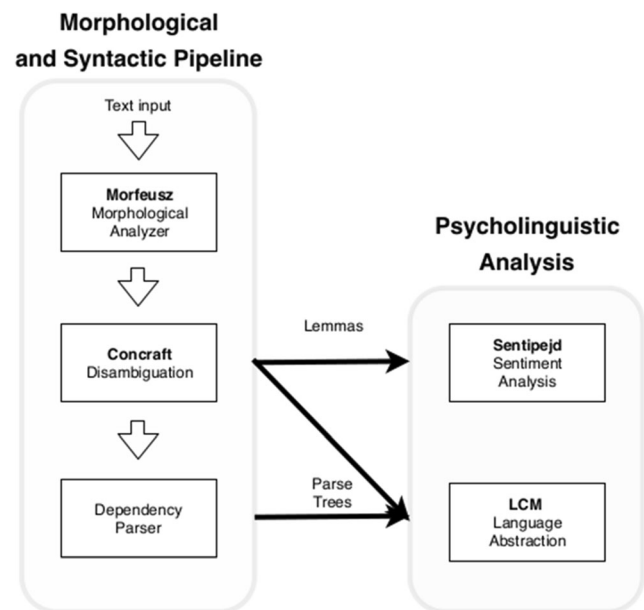 Morphological
and Syntactic Pipeline
Text input
Morfeusz
Morphological
Analyzer
Concraft
Disambiguation
Dependency
Parser
Lemmas
Parse
Trees
Psycholinguistic
Analysis
Sentipejd
Sentiment
Analysis
LCM
Language
Abstraction